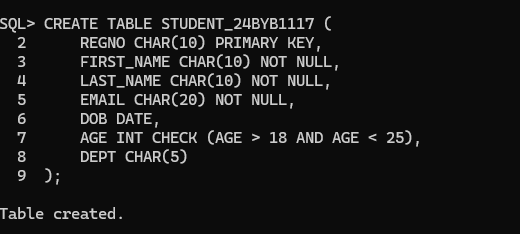 SQL> CREATE TABLE STUDENT_24BYB1117 (
  2      REGNO CHAR(10) PRIMARY KEY,
  3      FIRST_NAME CHAR(10) NOT NULL,
  4      LAST_NAME CHAR(10) NOT NULL,
  5      EMAIL CHAR(20) NOT NULL,
  6      DOB DATE,
  7      AGE INT CHECK (AGE > 18 AND AGE < 25),
  8      DEPT CHAR(5)
  9  );
Table created.